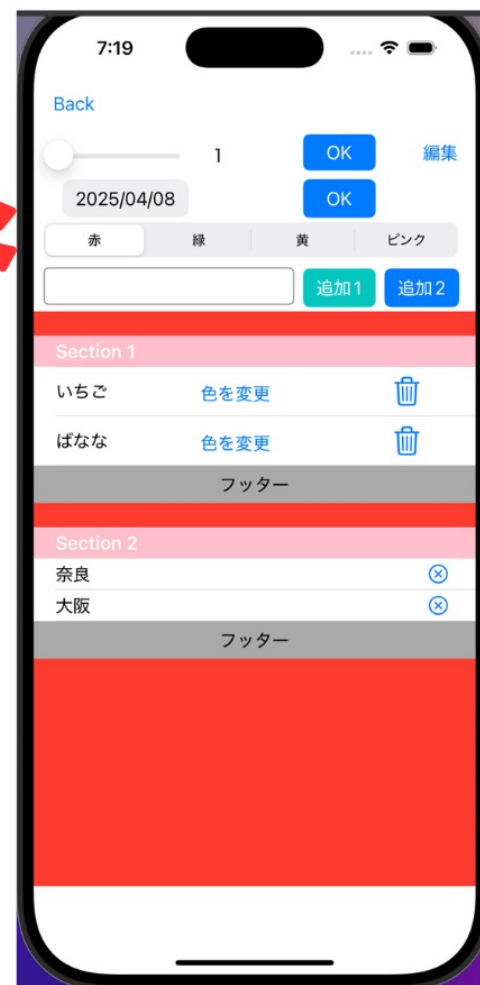 7:19
Back
1 OK 編集
2025/04/08 OK
赤 緑 黄 ピンク
追加1 追加2
Section 1
いちご 色を変更
ばなな 色を変更
フッター
Section 2
奈良
大阪
フッター